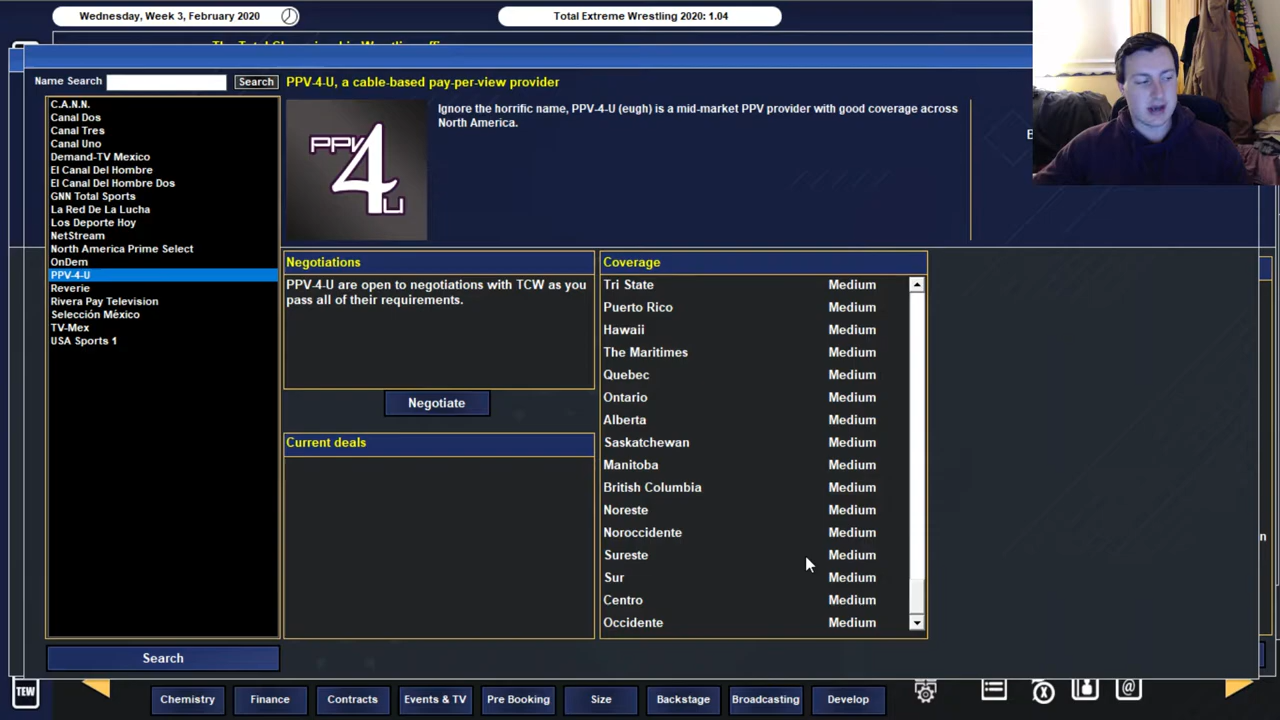 Wednesday, Week 3, February 2020
Total Extreme Wrestling 2020: 1.04
Name Search
Search
PPV-4-U, a cable-based pay-per-view provider
C.A.N.N.
Canal Dos
Canal Tres
Canal Uno
Demand-TV Mexico
El Canal Del Hombre
El Canal Del Hombre Dos
GNN Total Sports
La Red De La Lucha
Los Deporte Hoy
NetStream
North America Prime Select
OnDem
PPV-4-U
Reverie
Rivera Pay Television
Selección México
TV-Mex
USA Sports 1
Search
PPV
4
U
Ignore the horrific name, PPV-4-U (eugh) is a mid-market PPV provider with good coverage across
North America.
Negotiations
PPV-4-U are open to negotiations with TCW as you
pass all of their requirements.
Negotiate
Current deals
Coverage
Tri State Medium
Puerto Rico Medium
Hawaii Medium
The Maritimes Medium
Quebec Medium
Ontario Medium
Alberta Medium
Saskatchewan Medium
Manitoba Medium
British Columbia Medium
Noreste Medium
Noroccidente Medium
Sureste Medium
Sur Medium
Centro Medium
Occidente Medium
TEW
Chemistry
Finance
Contracts
Events & TV
Pre Booking
Size
Backstage
Broadcasting
Develop